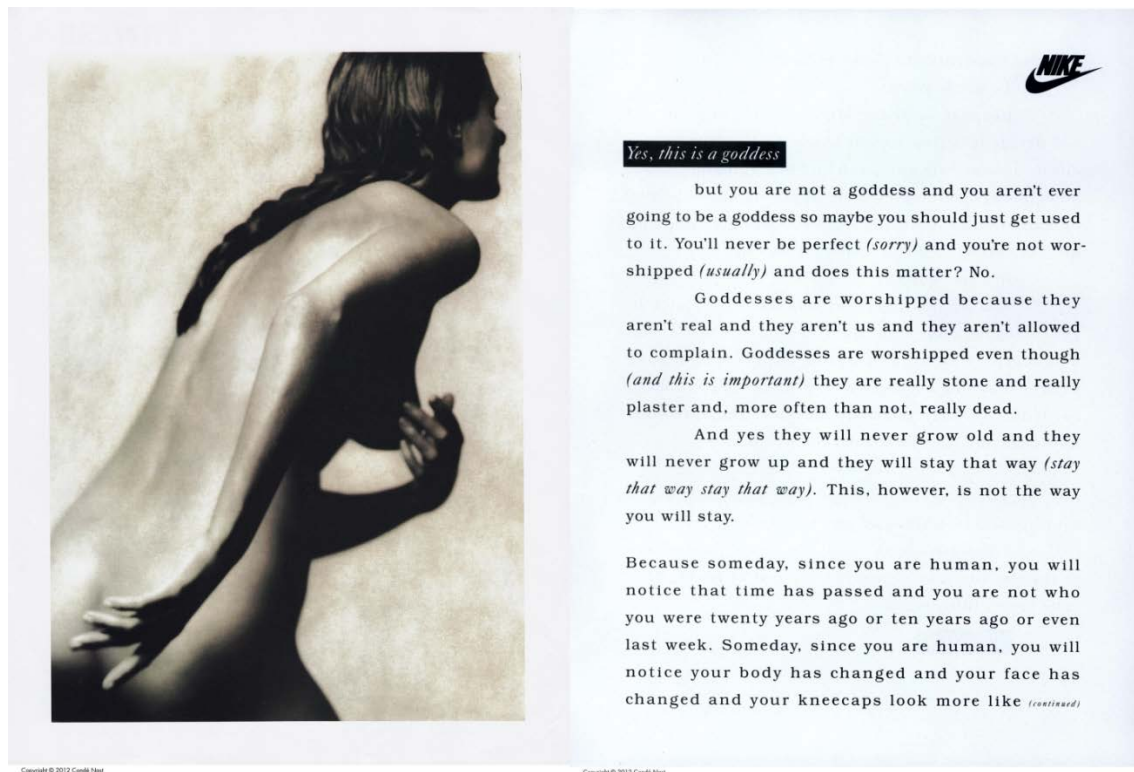 NIKE
Yes, this is a goddess
but you are not a goddess and you aren't ever
going to be a goddess so maybe you should just get used
to it. You'll never be perfect (sorry) and you're not wor-
shipped (usually) and does this matter? No.
Goddesses are worshipped because they
aren't real and they aren't us and they aren't allowed
to complain. Goddesses are worshipped even though
(and this is important) they are really stone and really
plaster and, more often than not, really dead.
And yes they will never grow old and they
will never grow up and they will stay that way (stay
that way stay that way). This, however, is not the way
you will stay.
Because someday, since you are human, you will
notice that time has passed and you are not who
you were twenty years ago or ten years ago or even
last week. Someday, since you are human, you will
notice your body has changed and your face has
changed and your kneecaps look more like (continued)
Copyright © 2012 Condé Nast
Copyright © 2012 Condé Nast